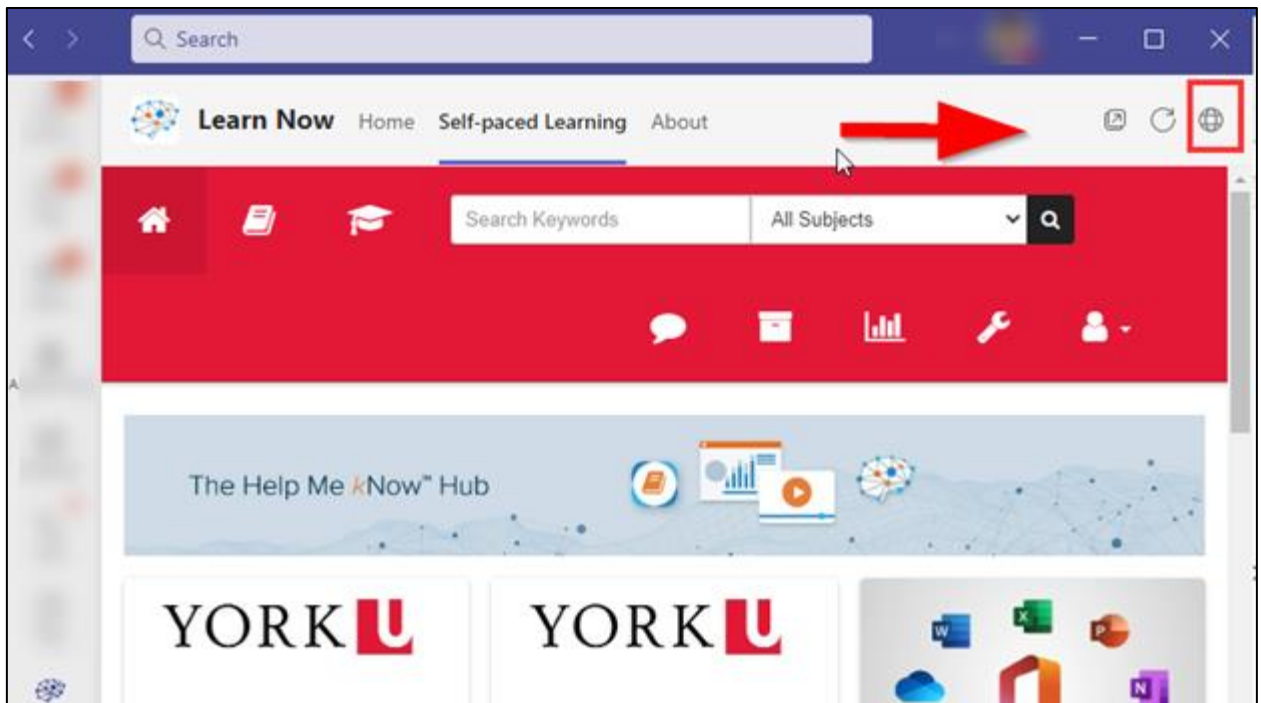 Search
Learn Now Home Self-paced Learning About
Search Keywords All Subjects
A
The Help Me kNow™ Hub
YORK U YORK U
W X P
N